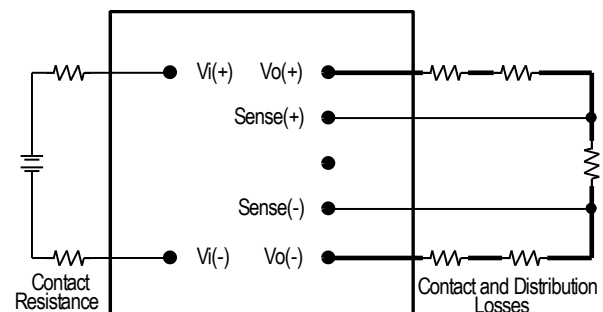 Vi(+) Vo(+)
Sense(+)
Sense(-)
Vi(-) Vo(-)
Contact
Resistance
Contact and Distribution
Losses